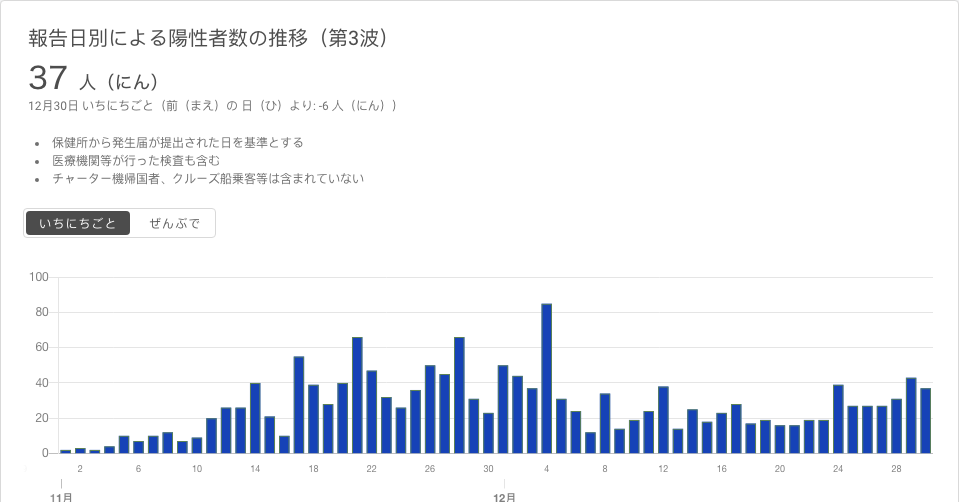 報告日別による陽性者数の推移（第3波）
37 人（にん）
12月30日 いちにちごと（前（まえ）の 日（ひ）より: -6 人（にん））
• 保健所から発生届が提出された日を基準とする
• 医療機関等が行った検査も含む
• チャーター機帰国者、クルーズ船乗客等は含まれていない
いちにちごと ぜんぶで
100
80
60
40
20
0
2 6 10 14 18 22 26 30 4 8 12 16 20 24 28
11月 12月